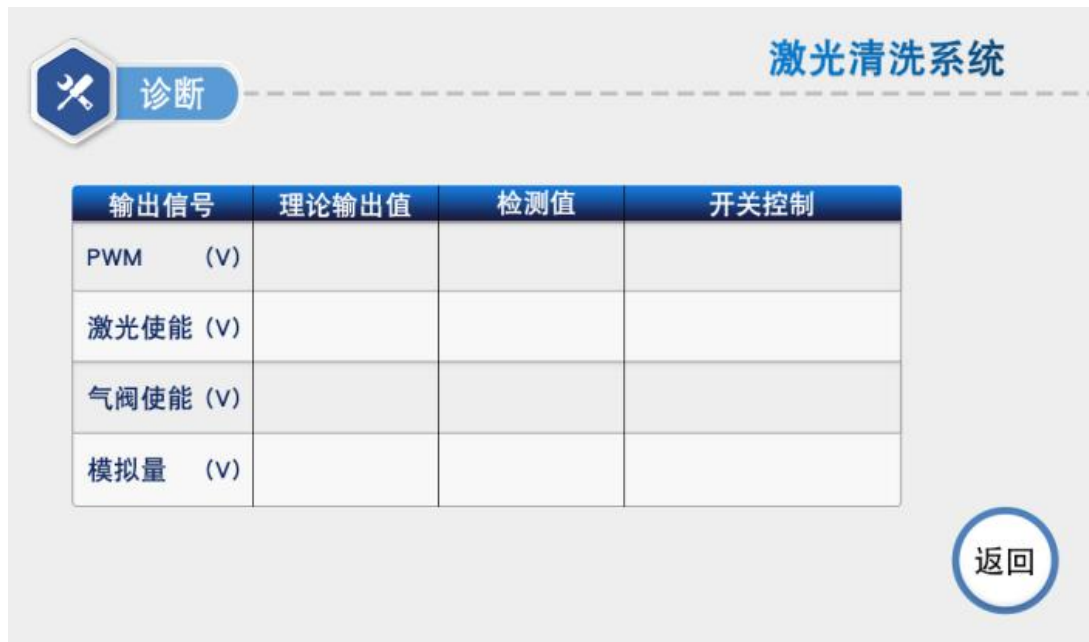 激光清洗系统
诊断
输出信号 理论输出值 检测值 开关控制
PWM (V)
激光使能 (V)
气阀使能 (V)
模拟量 (V)
返回